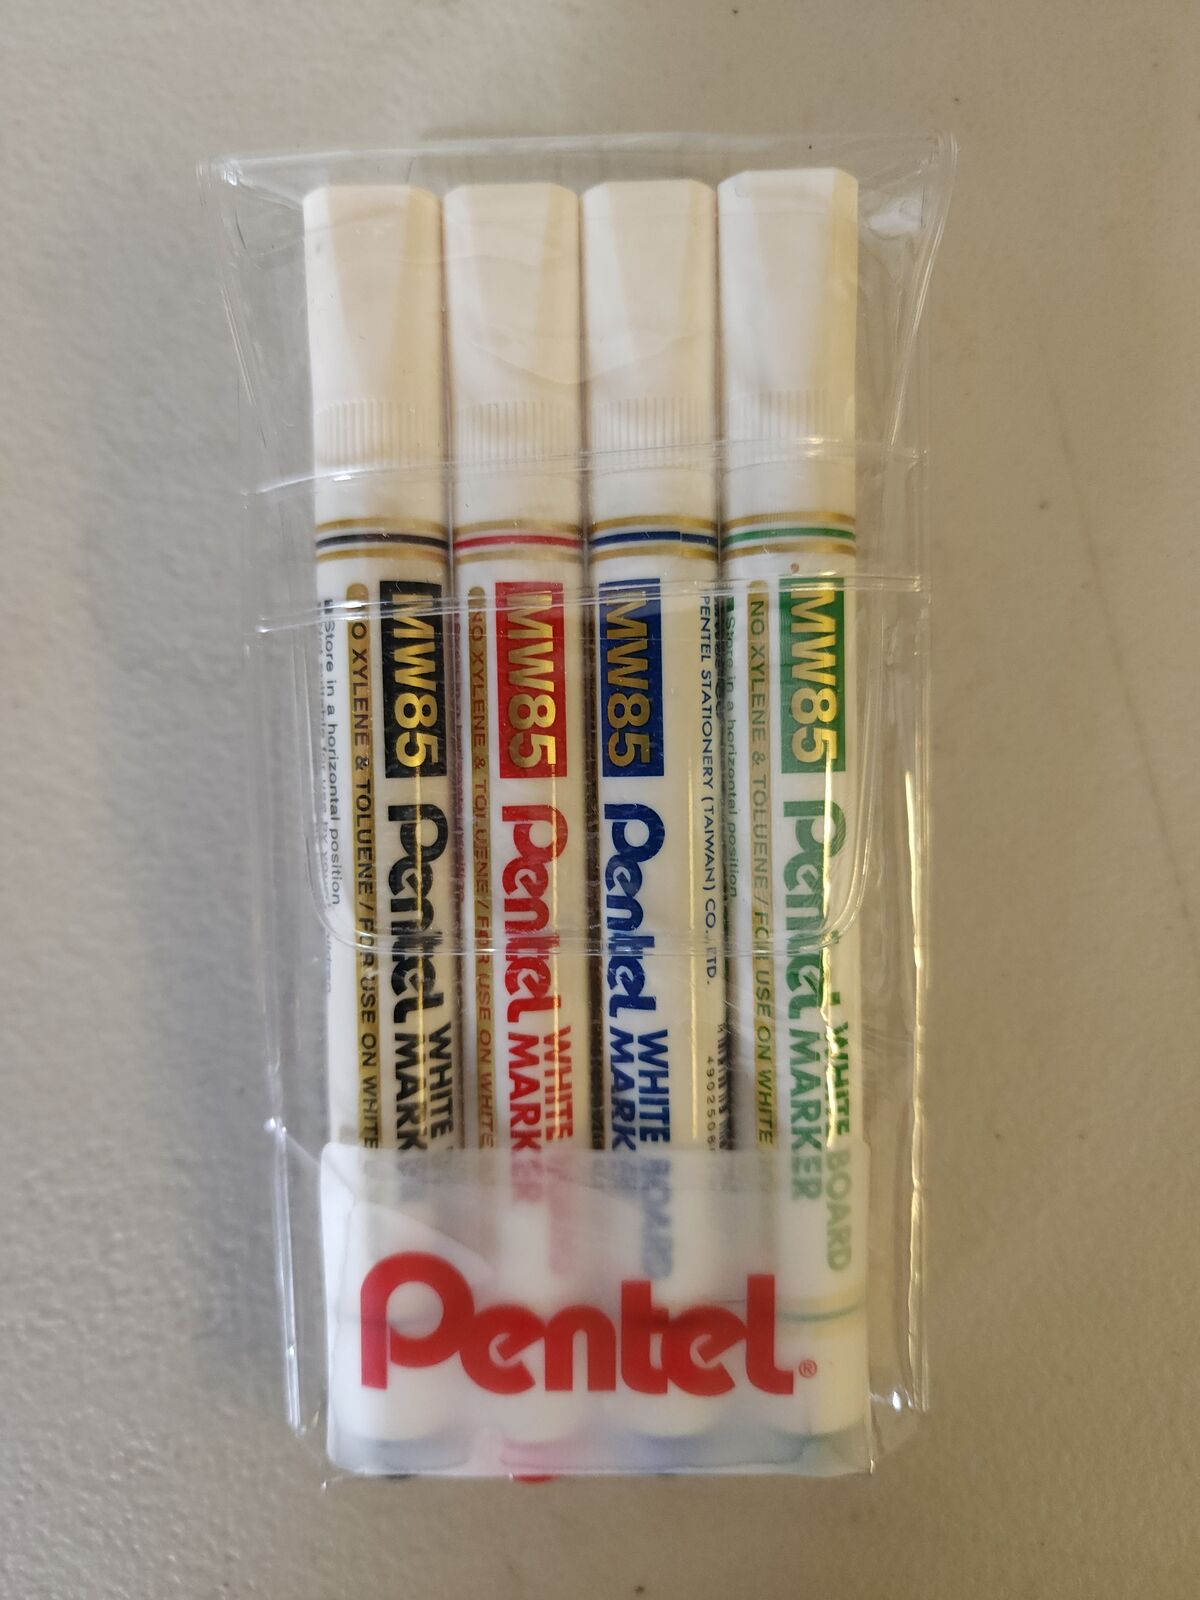 Store in a horizontal position.
NO XYLENE & TOLUENE / FOR USE ON WHITE
MW85 Pentel WHITE
MARKER
NO XYLENE & TOLUENE / FOR USE ON WHITE
MW85 Pentel WHITE
MARKER
MW85 Pentel WHITE BOARD
MARKER
PENTEL STATIONERY (TAIWAN) CO., LTD.
Store in a horizontal position.
NO XYLENE & TOLUENE / FOR USE ON WHITE
MW85 Pentel WHITE BOARD
MARKER
Pentel®